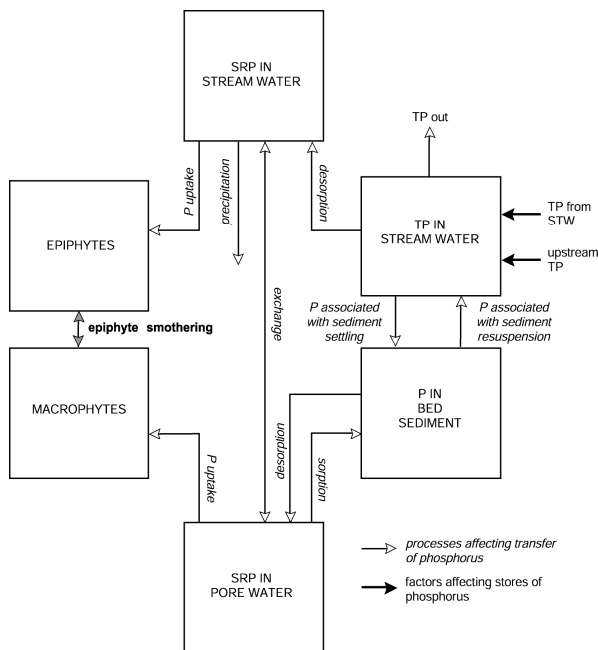 SRP IN
STREAM WATER
TP out
P uptake
precipitation
desorption
EPIPHYTES
TP IN
STREAM WATER
TP from
STW
upstream
TP
epiphyte smothering
exchange
P associated
with sediment
settling
P associated
with sediment
resuspension
MACROPHYTES
P IN
BED
SEDIMENT
P uptake
desorption
sorption
SRP IN
PORE WATER
processes affecting transfer
of phosphorus
factors affecting stores of
phosphorus